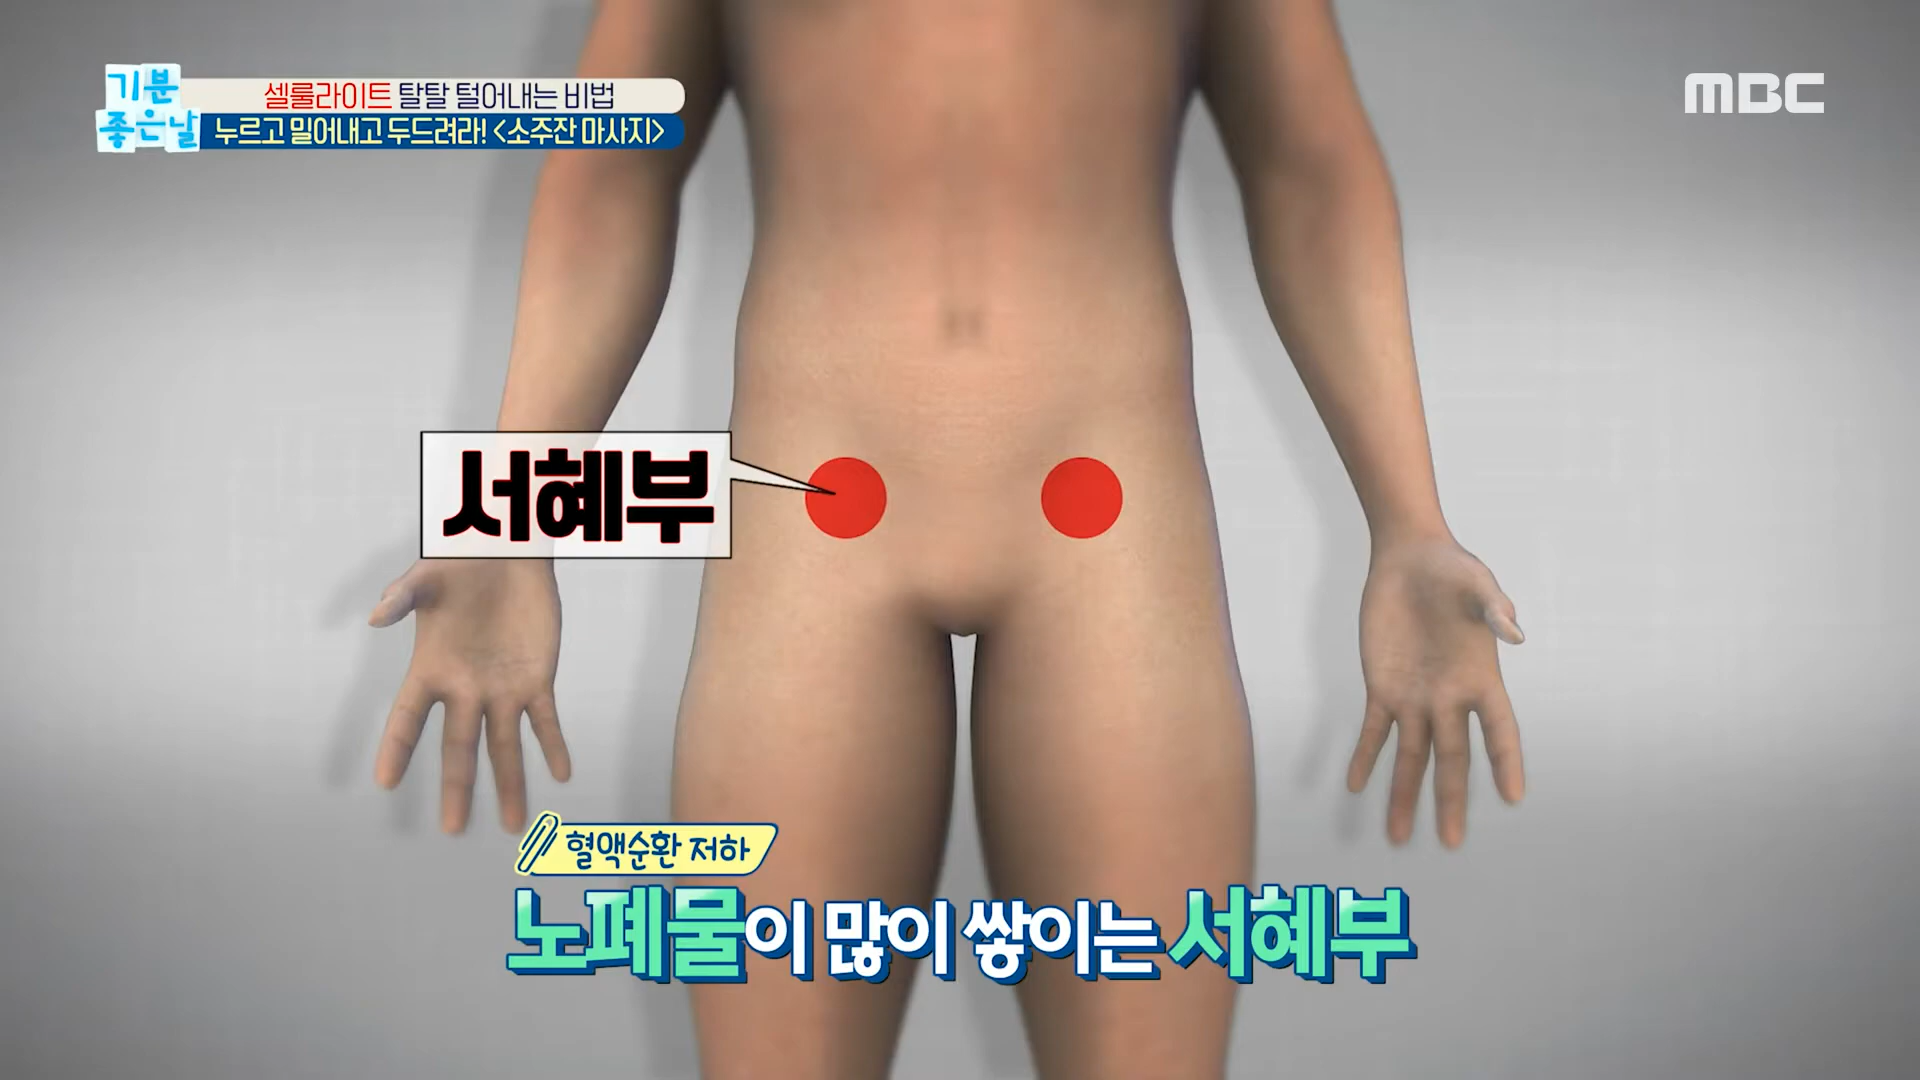 기분
좋은날
셀룰라이트 탈탈 털어내는 비법
누르고 밀어내고 두드려라! <소주잔 마사지>
MBC
서혜부
혈액순환 저하
노폐물이 많이 쌓이는 서혜부